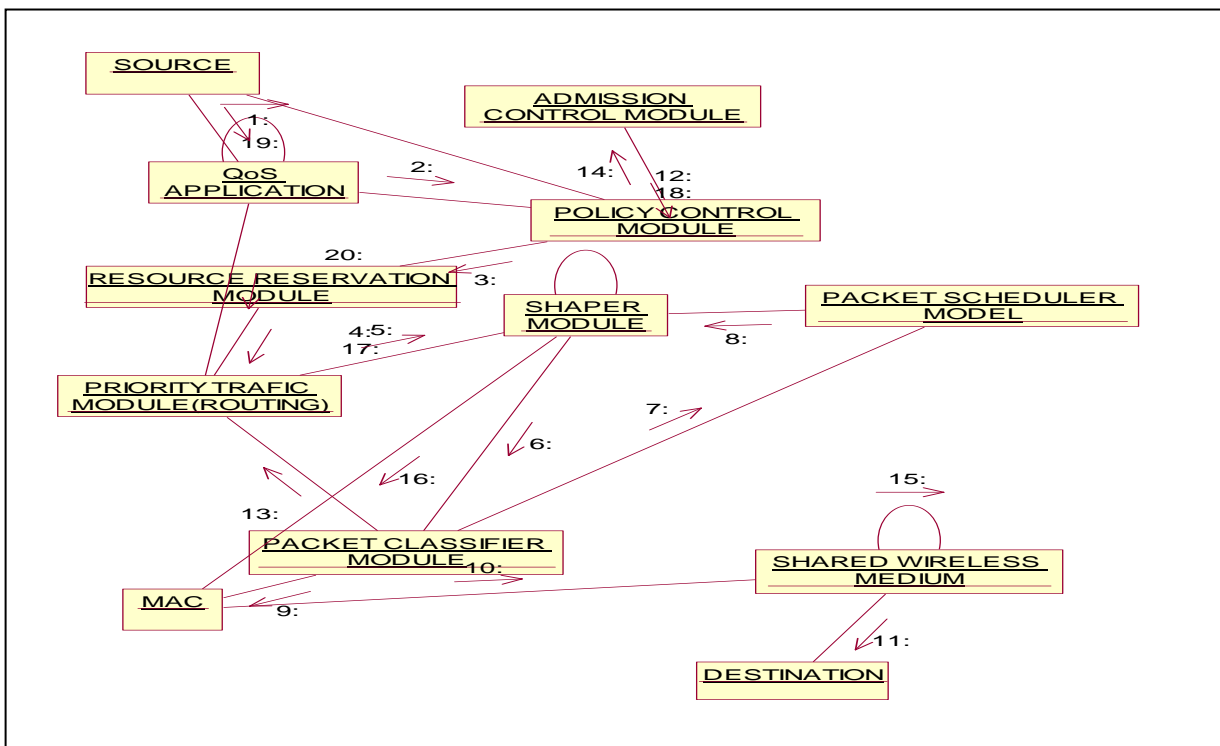 SOURCE
ADMISSION
CONTROL MODULE
1:
19:
QoS
APPLICATION
2:
14:
12:
18:
POLICY CONTROL
MODULE
20:
3:
RESOURCE RESERVATION
MODULE
SHAPER
MODULE
PACKET SCHEDULER
MODEL
4:
5:
17:
8:
PRIORITY TRAFIC
MODULE(ROUTING)
7:
6:
16:
15:
13:
PACKET CLASSIFIER
MODULE
10:
SHARED WIRELESS
MEDIUM
MAC
9:
11:
DESTINATION